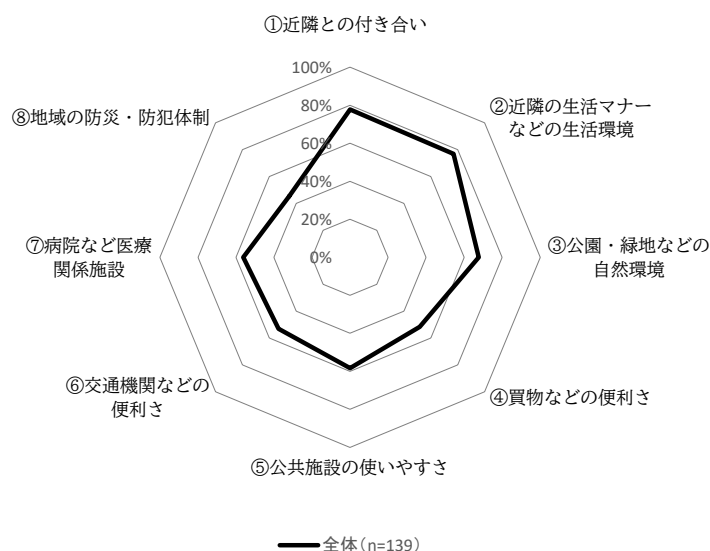 ①近隣との付き合い
100%
80%
60%
40%
20%
0%
②近隣の生活マナー
などの生活環境
③公園・緑地などの
自然環境
④買物などの便利さ
⑤公共施設の使いやすさ
⑥交通機関などの
便利さ
⑦病院など医療
関係施設
⑧地域の防災・防犯体制
全体(n=139)